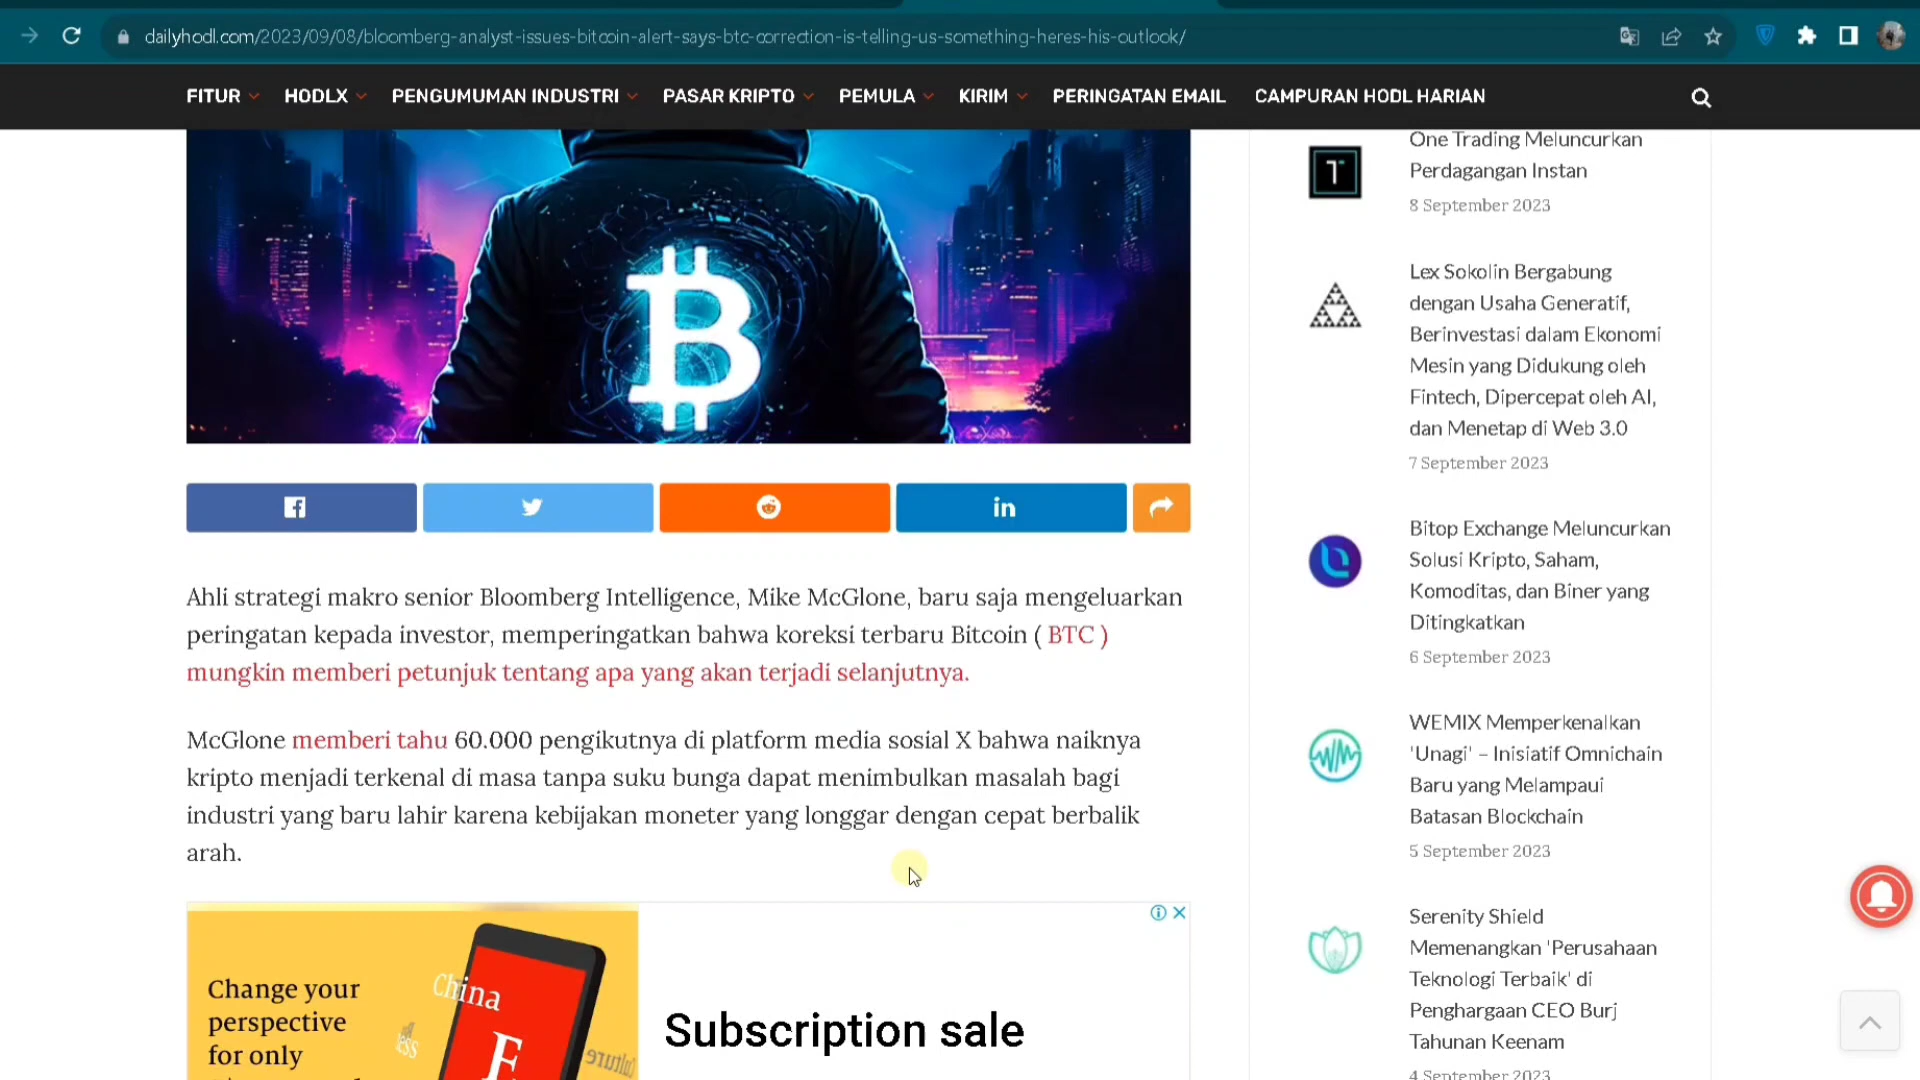 dailyhodl.com/2023/09/08/bloomberg-analyst-issues-bitcoin-alert-says-btc-correction-is-telling-us-something-heres-his-outlook/
FITUR HODLX PENGUMUMAN INDUSTRI PASAR KRIPTO PEMULA KIRIM PERINGATAN EMAIL CAMPURAN HODL HARIAN
Ahli strategi makro senior Bloomberg Intelligence, Mike McGlone, baru saja mengeluarkan
peringatan kepada investor, memperingatkan bahwa koreksi terbaru Bitcoin ( BTC )
mungkin memberi petunjuk tentang apa yang akan terjadi selanjutnya.
McGlone memberi tahu 60.000 pengikutnya di platform media sosial X bahwa naiknya
kripto menjadi terkenal di masa tanpa suku bunga dapat menimbulkan masalah bagi
industri yang baru lahir karena kebijakan moneter yang longgar dengan cepat berbalik
arah.
Change your
perspective
for only
China
E
less
Culture
Subscription sale
One Trading Meluncurkan
Perdagangan Instan
8 September 2023
Lex Sokolin Bergabung
dengan Usaha Generatif,
Berinvestasi dalam Ekonomi
Mesin yang Didukung oleh
Fintech, Dipercepat oleh AI,
dan Menetap di Web 3.0
7 September 2023
Bitop Exchange Meluncurkan
Solusi Kripto, Saham,
Komoditas, dan Biner yang
Ditingkatkan
6 September 2023
WEMIX Memperkenalkan
'Unagi' – Inisiatif Omnichain
Baru yang Melampaui
Batasan Blockchain
5 September 2023
Serenity Shield
Memenangkan 'Perusahaan
Teknologi Terbaik' di
Penghargaan CEO Burj
Tahunan Keenam
4 September 2023